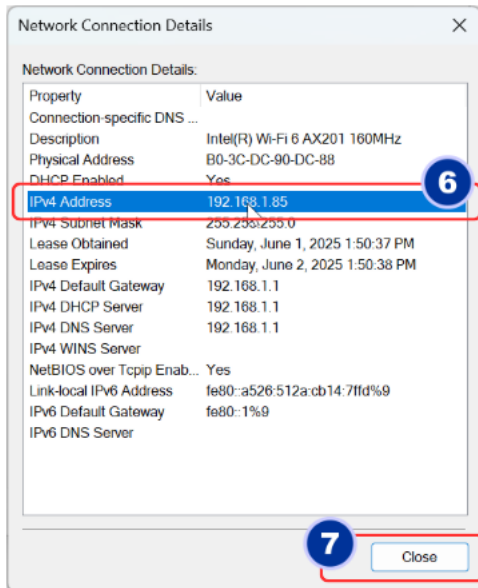 Network Connection Details
Network Connection Details:
Property Value
Connection-specific DNS ...
Description Intel(R) Wi-Fi 6 AX201 160MHz
Physical Address B0-3C-DC-90-DC-88
DHCP Enabled Yes
6
IPv4 Address 192.168.1.85
IPv4 Subnet Mask 255.255.255.0
Lease Obtained Sunday, June 1, 2025 1:50:37 PM
Lease Expires Monday, June 2, 2025 1:50:38 PM
IPv4 Default Gateway 192.168.1.1
IPv4 DHCP Server 192.168.1.1
IPv4 DNS Server 192.168.1.1
IPv4 WINS Server
NetBIOS over Tcpip Enab... Yes
Link-local IPv6 Address fe80::a526:512a:cb14:7ffd%9
IPv6 Default Gateway fe80::1%9
IPv6 DNS Server
7
Close